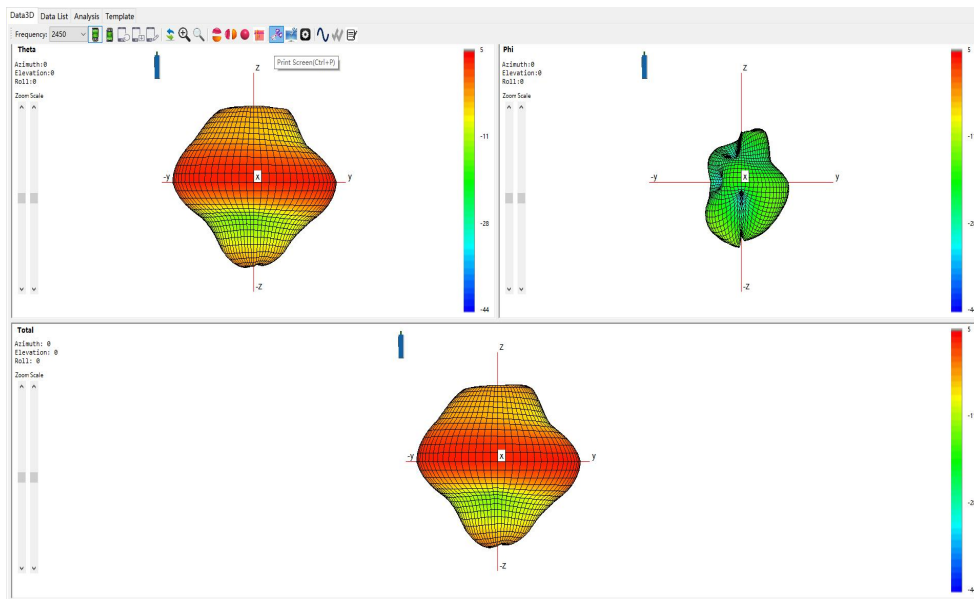 Data3D Data List Analysis Template
Frequency: 2450
Print Screen(Ctrl+P)
Theta
Azimuth:0
Elevation:0
Roll:0
Zoom Scale
Z
-y
X
y
-Z
5
-11
-28
-44
Phi
Azimuth:0
Elevation:0
Roll:0
Zoom Scale
Z
-y
X
y
-Z
5
Total
Azimuth: 0
Elevation: 0
Roll: 0
Zoom Scale
Z
-y
X
y
-Z
5